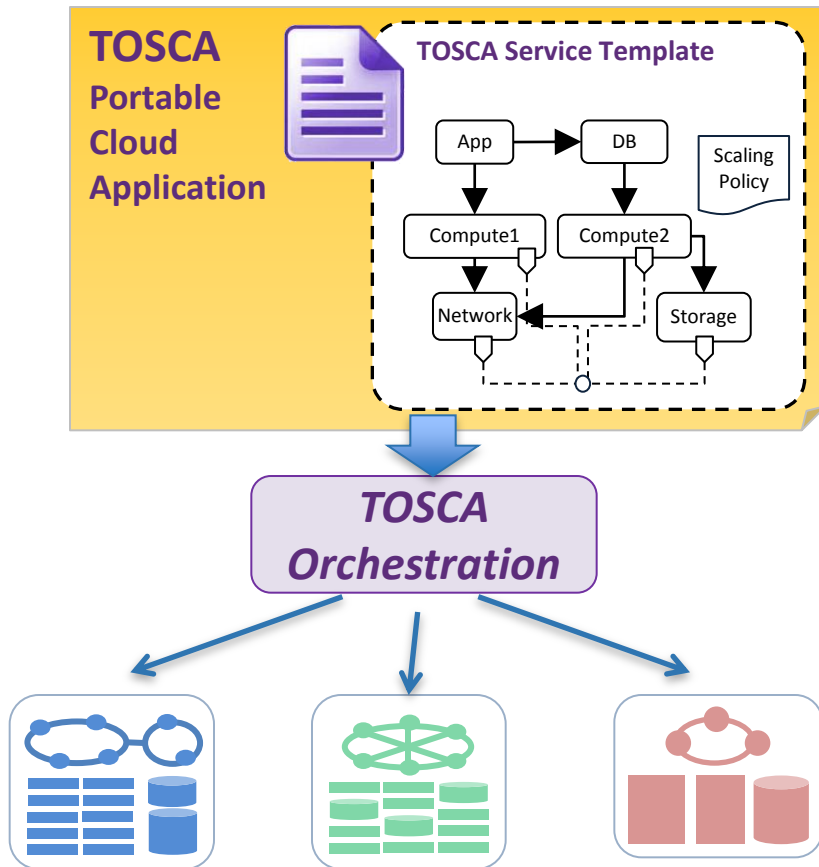 TOSCA
Portable
Cloud
Application
TOSCA Service Template
App
DB
Scaling
Policy
Compute1
Compute2
Network
Storage
TOSCA
Orchestration